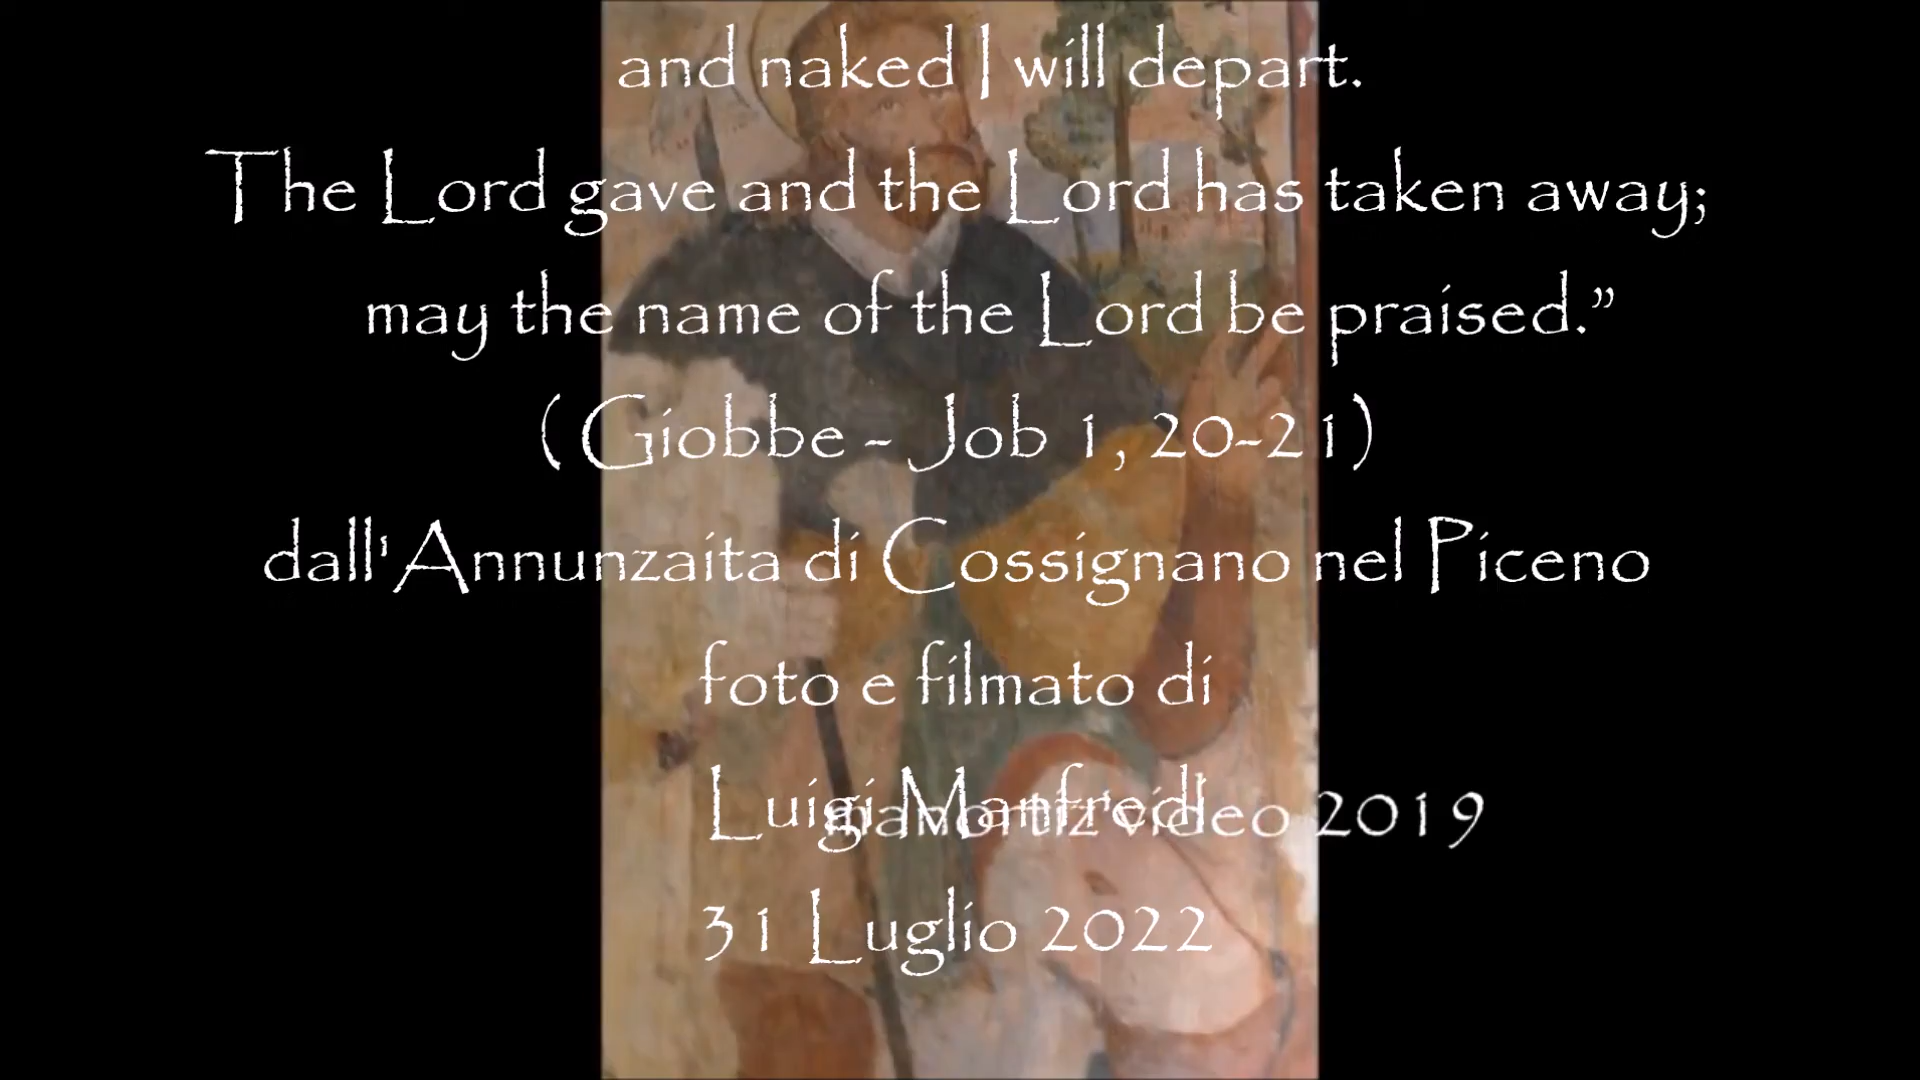 and naked I will depart.
The Lord gave and the Lord has taken away;
may the name of the Lord be praised.”
( Giobbe - Job 1, 20-21)
dall'Annunzaita di Cossignano nel Piceno
foto e filmato di
Luigi Manfredi
video 2019
31 Luglio 2022